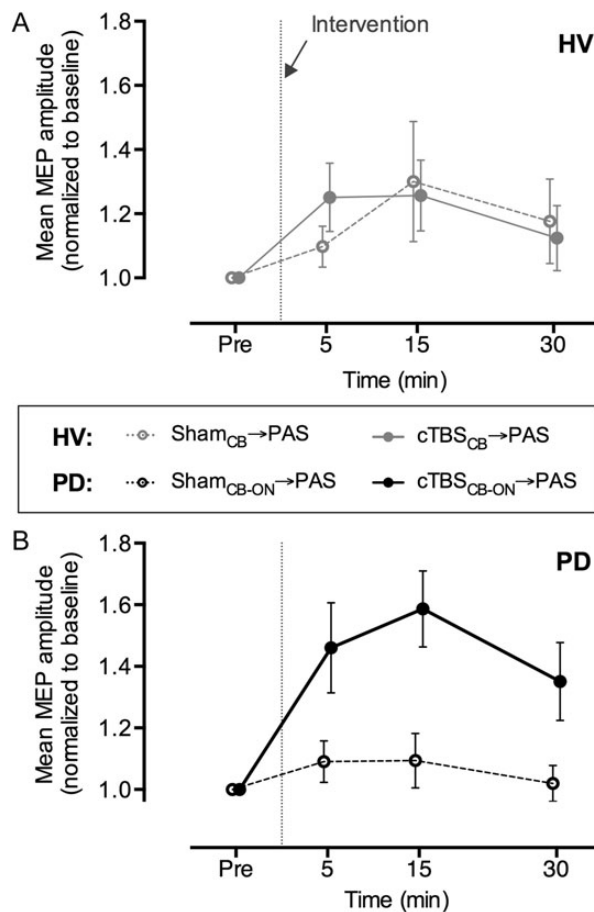 A
Mean MEP amplitude
(normalized to baseline)
1.8
1.6
1.4
1.2
1.0
Intervention
HV
Pre 5 15 30
Time (min)
HV: ShamCB→PAS cTBSCB→PAS
PD: ShamCB-ON→PAS cTBSCB-ON→PAS
B
Mean MEP amplitude
(normalized to baseline)
1.8
1.6
1.4
1.2
1.0
PD
Pre 5 15 30
Time (min)